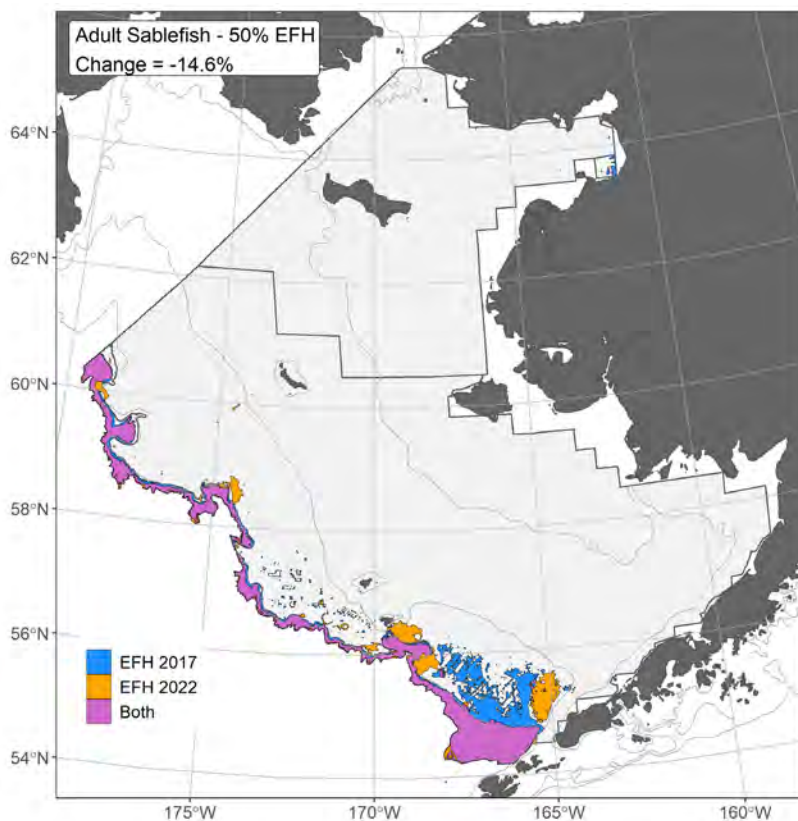 Adult Sablefish - 50% EFH
Change = -14.6%
64°N
62°N
60°N
58°N
56°N
54°N
EFH 2017
EFH 2022
Both
175°W
170°W
165°W
160°W